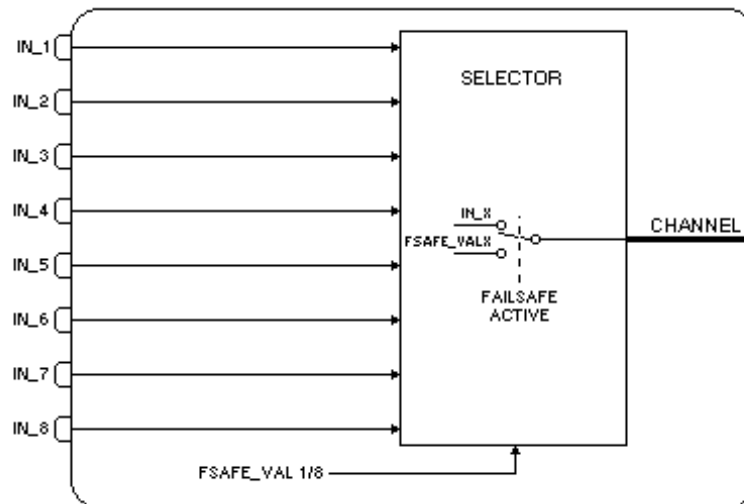 IN_1
SELECTOR
IN_2
IN_3
IN_4
IN_X
CHANNEL
FSAFE_VALX
IN_5
FAILSAFE
ACTIVE
IN_6
IN_7
IN_8
FSAFE_VAL 1/8